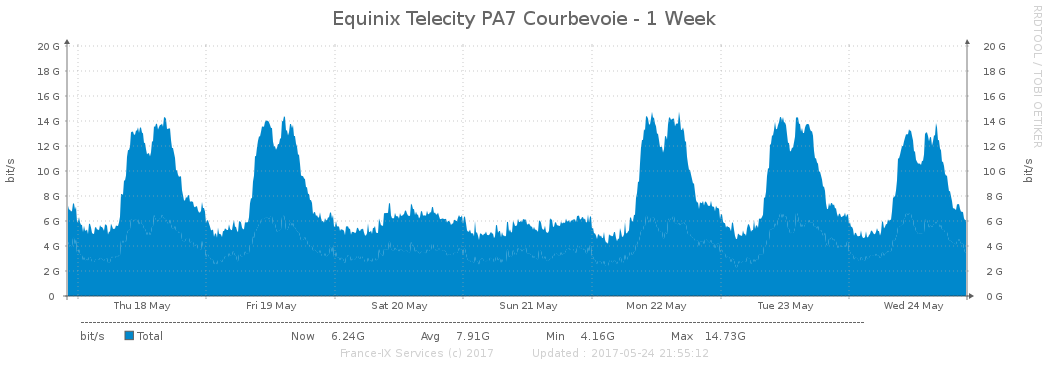 Equinix Telecity PA7 Courbevoie - 1 Week
RRDTOOL / TOBI OETIKER
20 G 20 G
18 G 18 G
16 G 16 G
14 G 14 G
12 G 12 G
10 G 10 G
8 G 8 G
6 G 6 G
4 G 4 G
2 G 2 G
0 0 G
bit/s
bit/s
Thu 18 May Fri 19 May Sat 20 May Sun 21 May Mon 22 May Tue 23 May Wed 24 May
bit/s Total Now 6.24G Avg 7.91G Min 4.16G Max 14.73G
France-IX Services (c) 2017 Updated : 2017-05-24 21:55:12